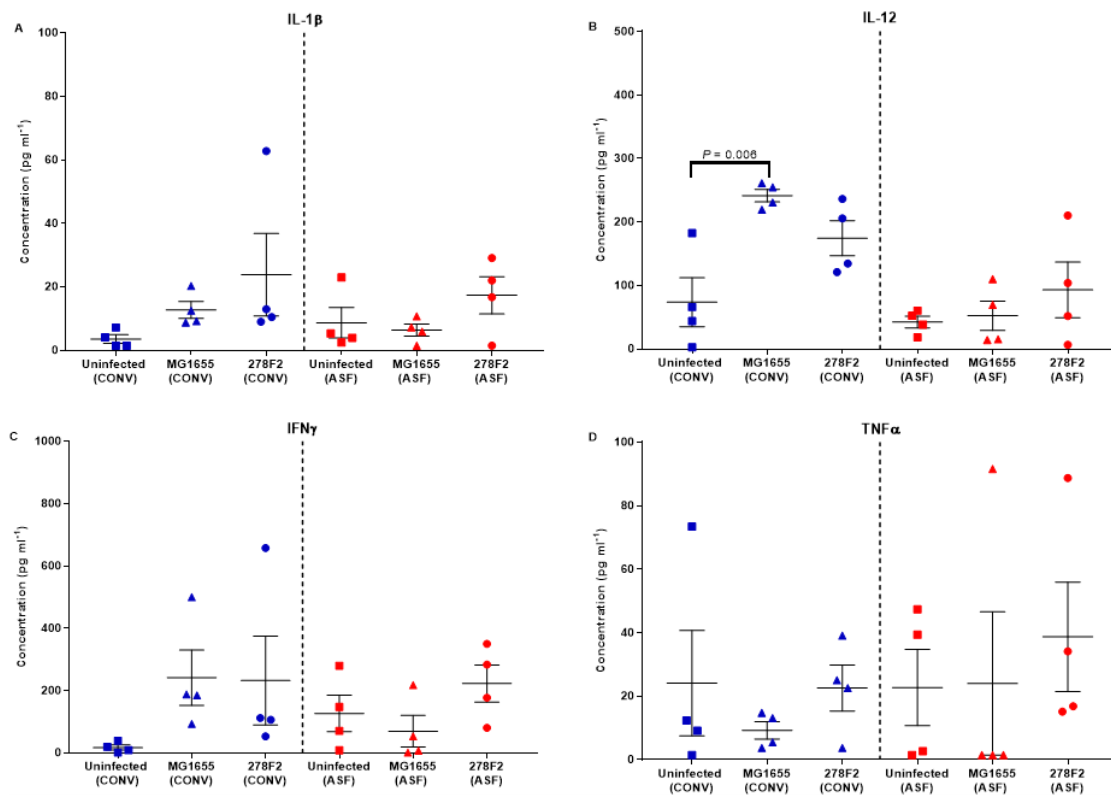 A
IL-1β
Concentration (pg ml⁻¹)
100
80
60
40
20
0
Uninfected (CONV)
MG1655 (CONV)
278F2 (CONV)
Uninfected (ASF)
MG1655 (ASF)
278F2 (ASF)
B
IL-12
Concentration (pg ml⁻¹)
500
400
300
200
100
0
P = 0.006
Uninfected (CONV)
MG1655 (CONV)
278F2 (CONV)
Uninfected (ASF)
MG1655 (ASF)
278F2 (ASF)
C
IFNγ
Concentration (pg ml⁻¹)
1000
800
600
400
200
0
Uninfected (CONV)
MG1655 (CONV)
278F2 (CONV)
Uninfected (ASF)
MG1655 (ASF)
278F2 (ASF)
D
TNFα
Concentration (pg ml⁻¹)
100
80
60
40
20
0
Uninfected (CONV)
MG1655 (CONV)
278F2 (CONV)
Uninfected (ASF)
MG1655 (ASF)
278F2 (ASF)